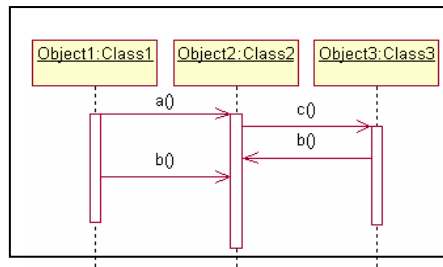 Object1:Class1 Object2:Class2 Object3:Class3
a()
c()
b()
b()